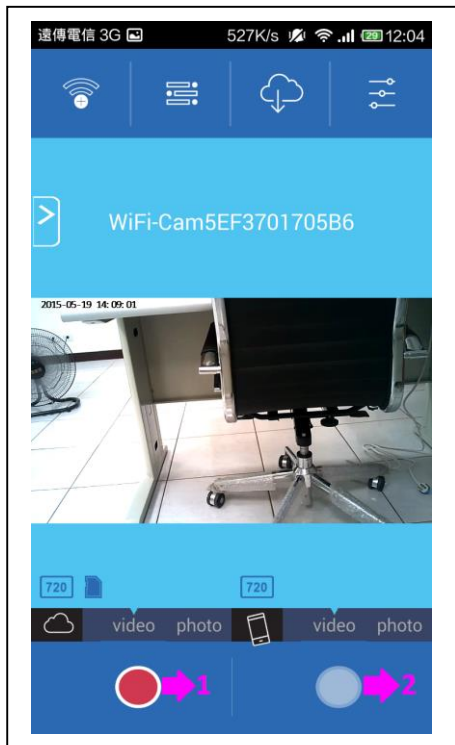 遠傳電信 3G 527K/s 29 12:04
WiFi-Cam5EF3701705B6
2015-05-19 14:09:01
720 720
video photo video photo
1 2